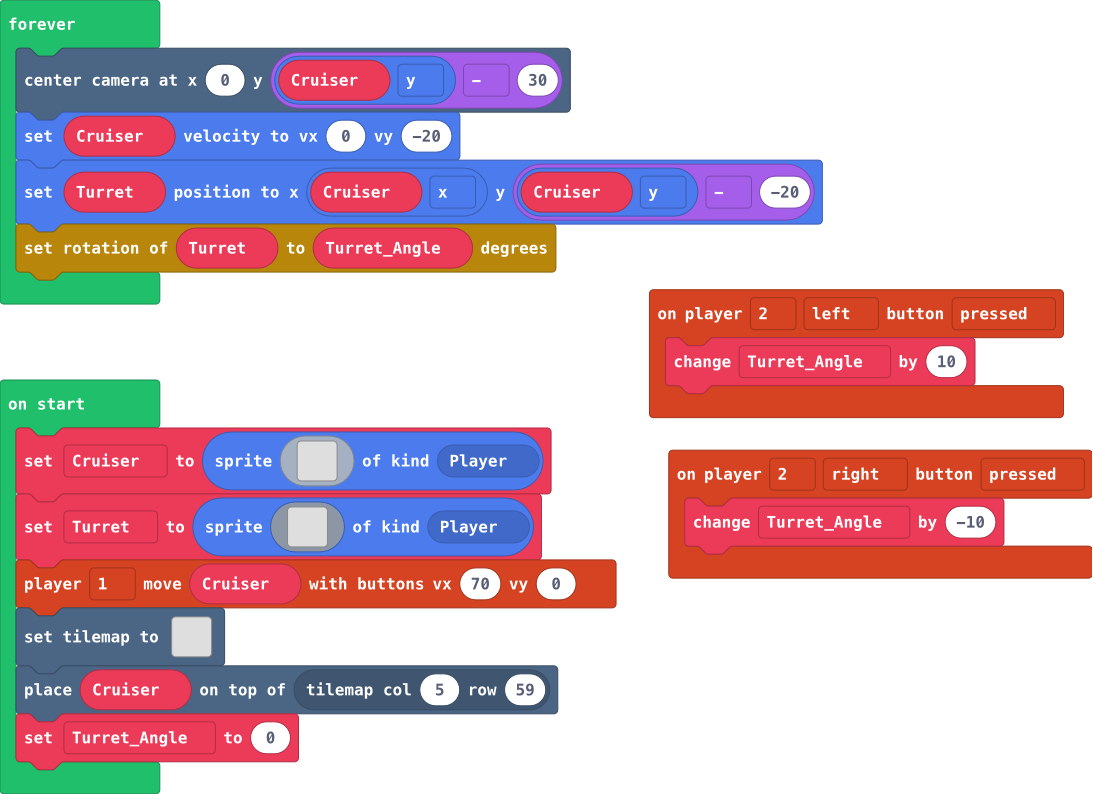 forever
center camera at x 0 y Cruiser y - 30
set Cruiser velocity to vx 0 vy -20
set Turret position to x Cruiser x y Cruiser y - -20
set rotation of Turret to Turret_Angle degrees
on player 2 left button pressed
change Turret_Angle by 10
on start
set Cruiser to sprite of kind Player
on player 2 right button pressed
change Turret_Angle by -10
set Turret to sprite of kind Player
player 1 move Cruiser with buttons vx 70 vy 0
set tilemap to
place Cruiser on top of tilemap col 5 row 59
set Turret_Angle to 0